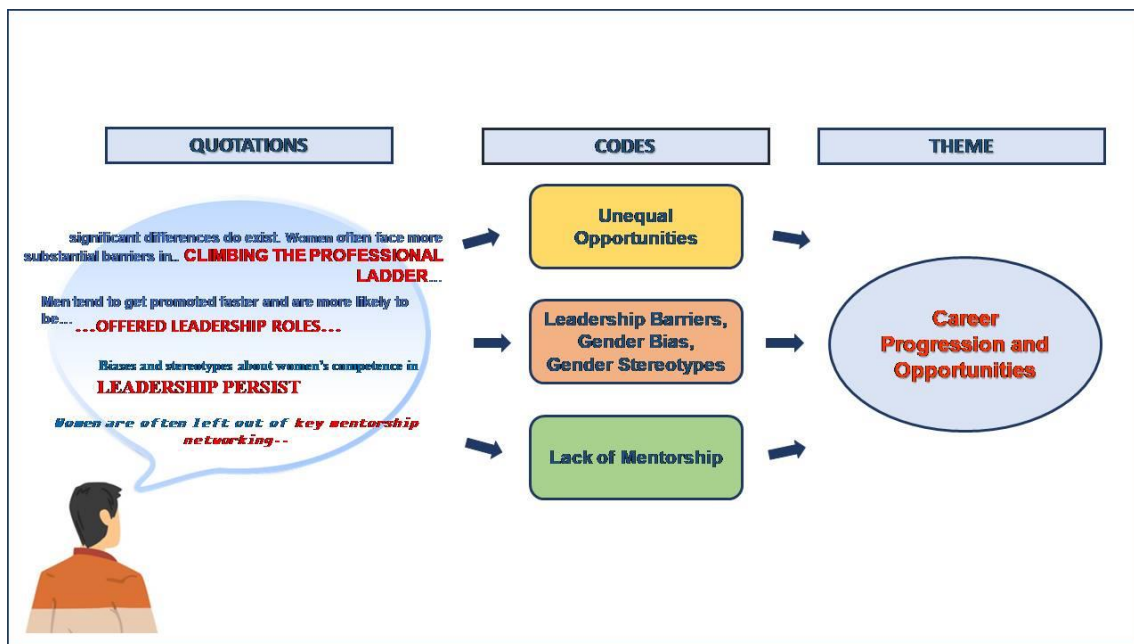 QUOTATIONS
significant differences do exist. Women often face more
substantial barriers in... CLIMBING THE PROFESSIONAL
LADDER....
Men tend to get promoted faster and are more likely to
be.... ...OFFERED LEADERSHIP ROLES...
Biases and stereotypes about women's competence in
LEADERSHIP PERSIST
Women are often left out of key mentorship
networking--
CODES
Unequal
Opportunities
Leadership Barriers,
Gender Bias,
Gender Stereotypes
Lack of Mentorship
THEME
Career
Progression and
Opportunities